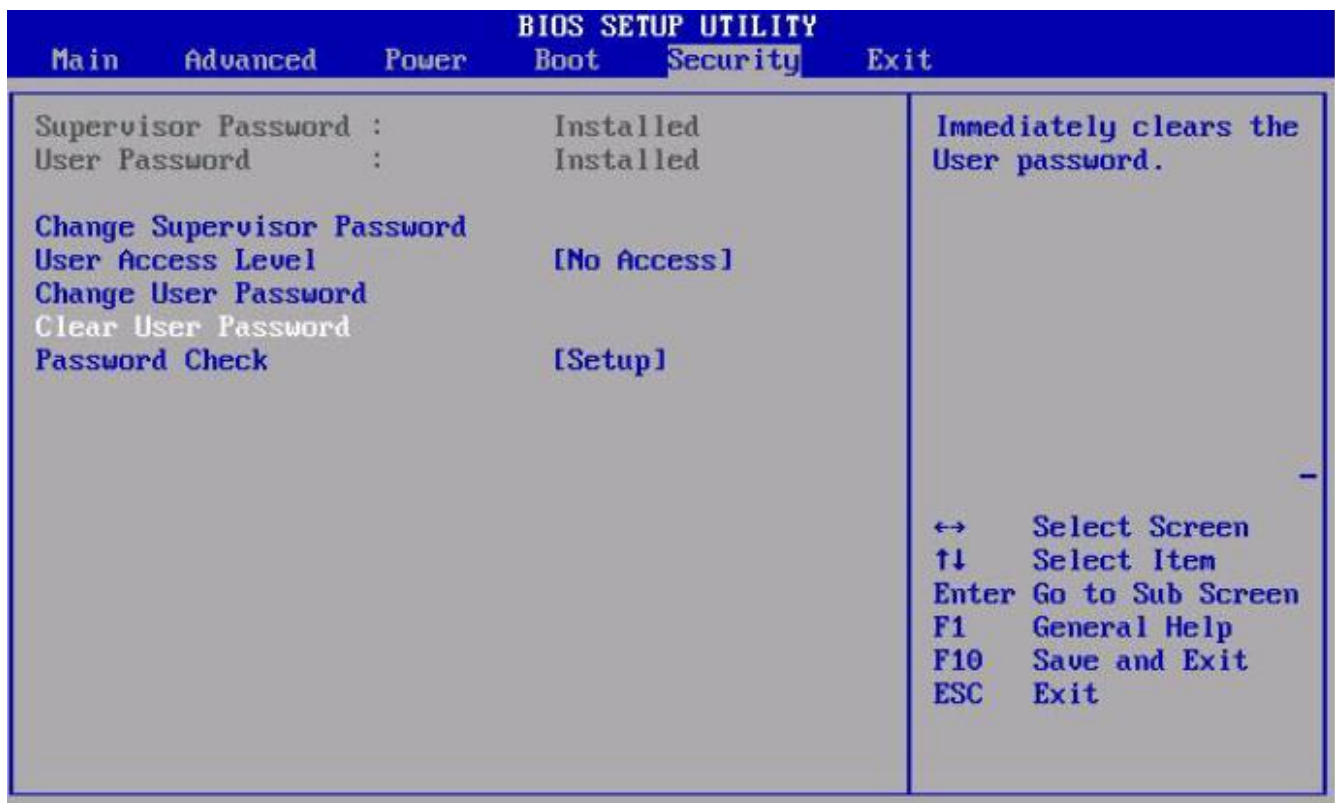 BIOS SETUP UTILITY
Main Advanced Power Boot Security Exit
Supervisor Password : Installed
User Password : Installed
Change Supervisor Password
User Access Level [No Access]
Change User Password
Clear User Password
Password Check [Setup]
Immediately clears the
User password.
↔ Select Screen
↑↓ Select Item
Enter Go to Sub Screen
F1 General Help
F10 Save and Exit
ESC Exit